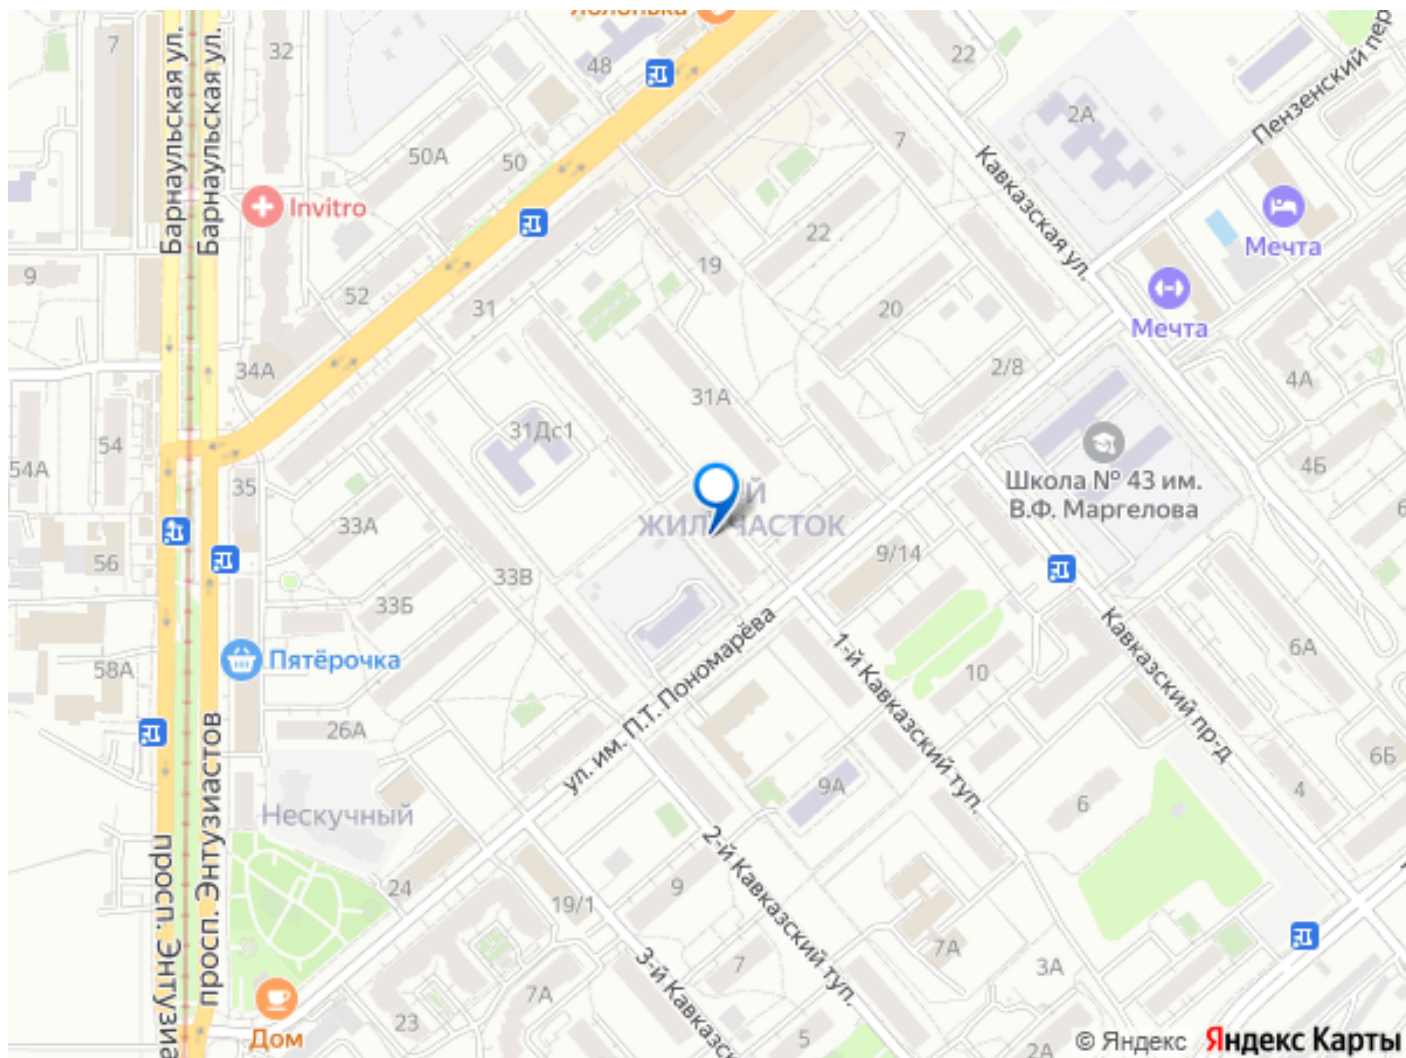 7
Барнаульская ул.
Барнаульская ул.
32
48
22
Пензенский пер
2А
50А
50
7
Кавказская ул.
Invitro
Мечта
9
52
31
19
22
20
Мечта
34А
2/8
4А
31А
31Дс1
54
54А
35
Школа № 43 им.
В.Ф. Маргелова
4Б
33А
ЖИЛ
ЧАСТОК
9/14
56
33В
33Б
Пятёрочка
58А
26А
ул. им. П.Т. Пономарёва
1-й Кавказский туп.
10
Кавказский пр-д
6А
6Б
4
6
9А
просп. Энтузиастов
просп. Энтузиа
Нескучный
24
19/1
9
2-й Кавказский туп.
7А
3А
7
3-й Кавказс
7А
23
5
2А
Дом
© Яндекс
Яндекс Карты